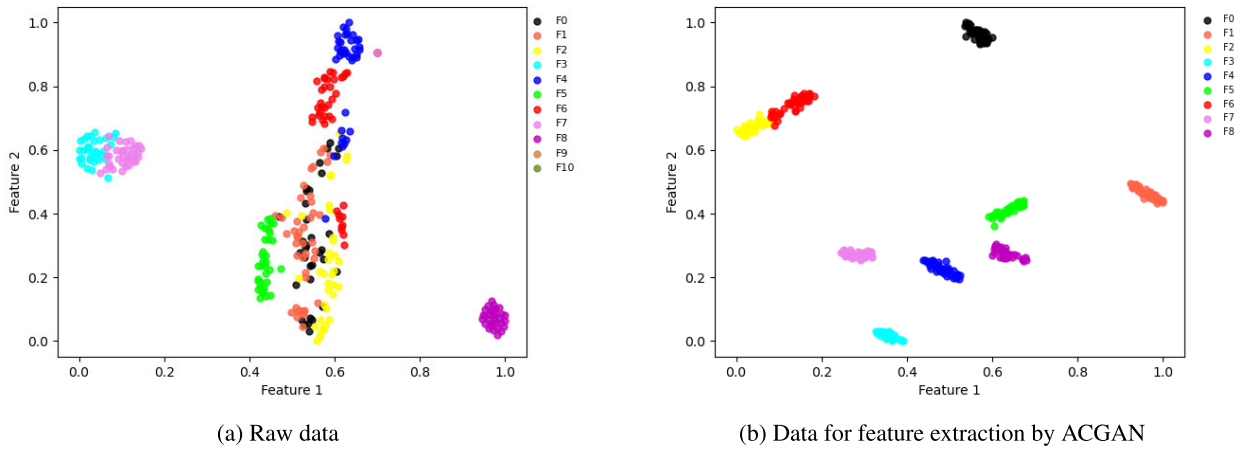 1.0
0.8
0.6
0.4
0.2
0.0
Feature 2
0.0 0.2 0.4 0.6 0.8 1.0
Feature 1
F0
F1
F2
F3
F4
F5
F6
F7
F8
F9
F10
(a) Raw data
1.0
0.8
0.6
0.4
0.2
0.0
Feature 2
0.0 0.2 0.4 0.6 0.8 1.0
Feature 1
F0
F1
F2
F3
F4
F5
F6
F7
F8
(b) Data for feature extraction by ACGAN